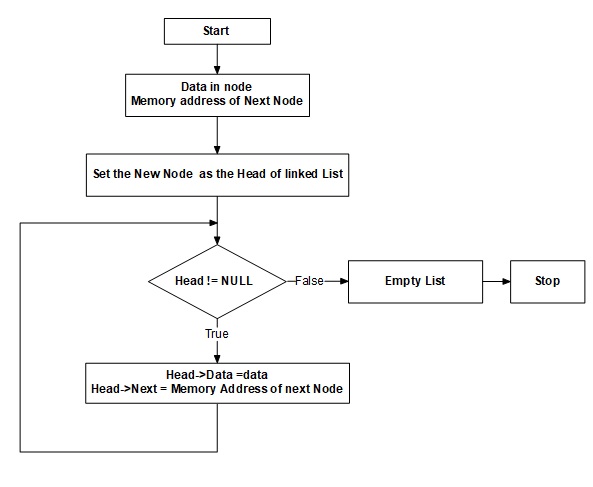 Start
Data in node
Memory address of Next Node
Set the New Node as the Head of linked List
Head != NULL
False
Empty List
Stop
True
Head->Data =data
Head->Next = Memory Address of next Node